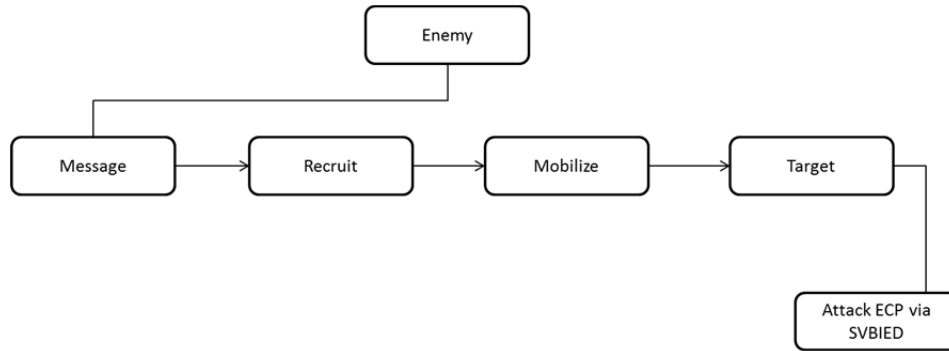 Enemy
Message
Recruit
Mobilize
Target
Attack ECP via
SVBIED